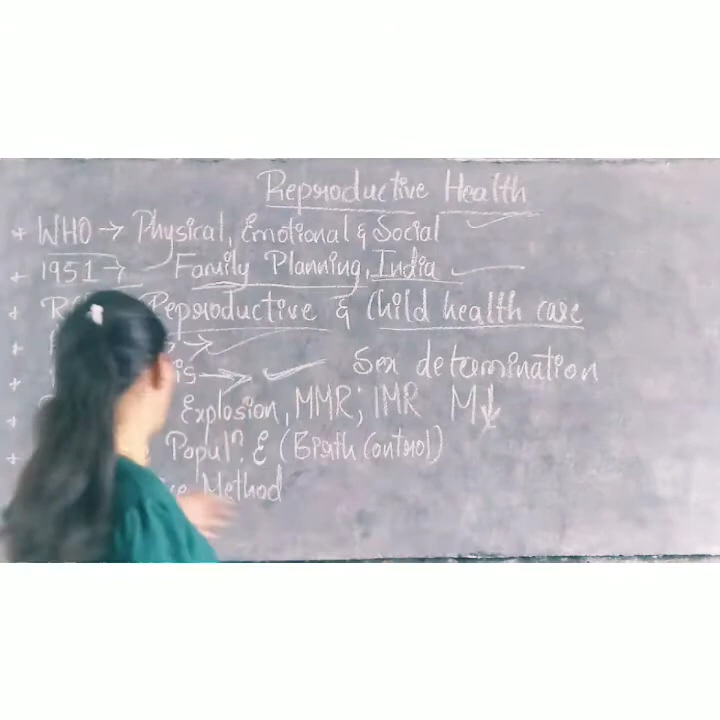 Reproductive Health
+ WHO → Physical, Emotional & Social
+ 1951 → Family Planning, India
+ Reproductive & Child health care
+ →
+ → Sex determination
+ Explosion, MMR; IMR M↓
+ Popul? & (Birth Control)
Method